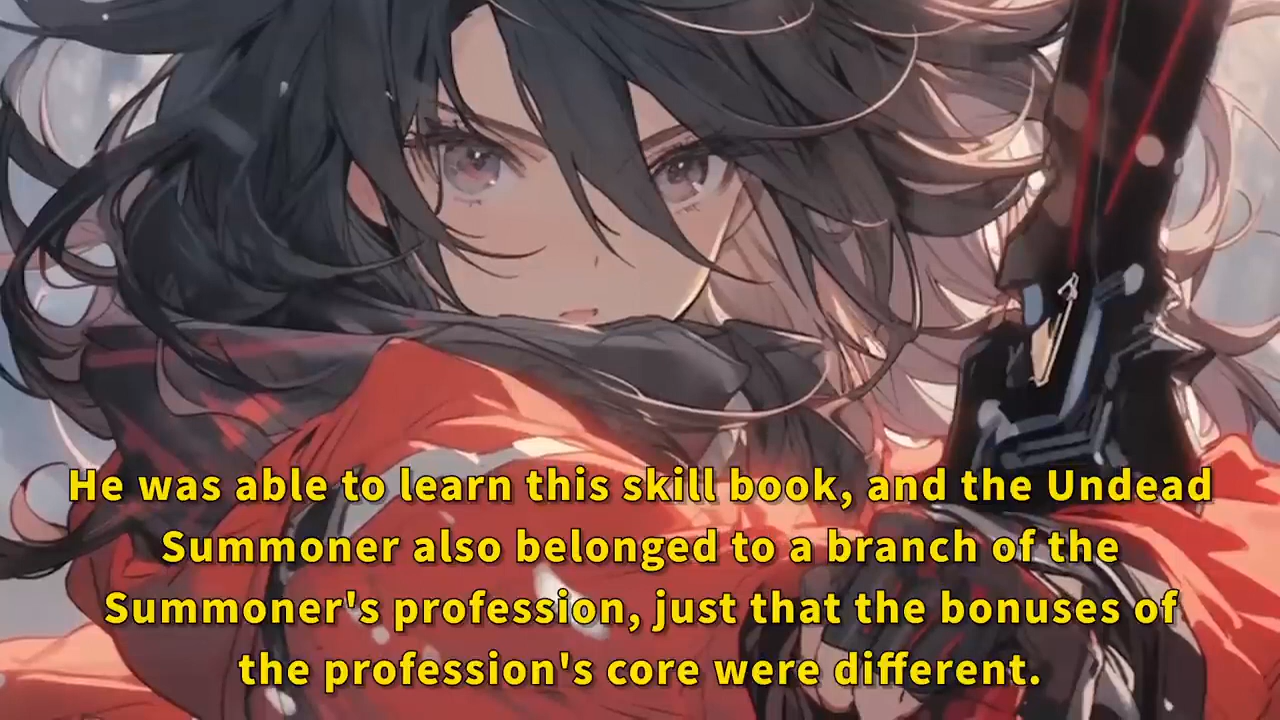 He was able to learn this skill book, and the Undead
Summoner also belonged to a branch of the
Summoner's profession, just that the bonuses of
the profession's core were different.